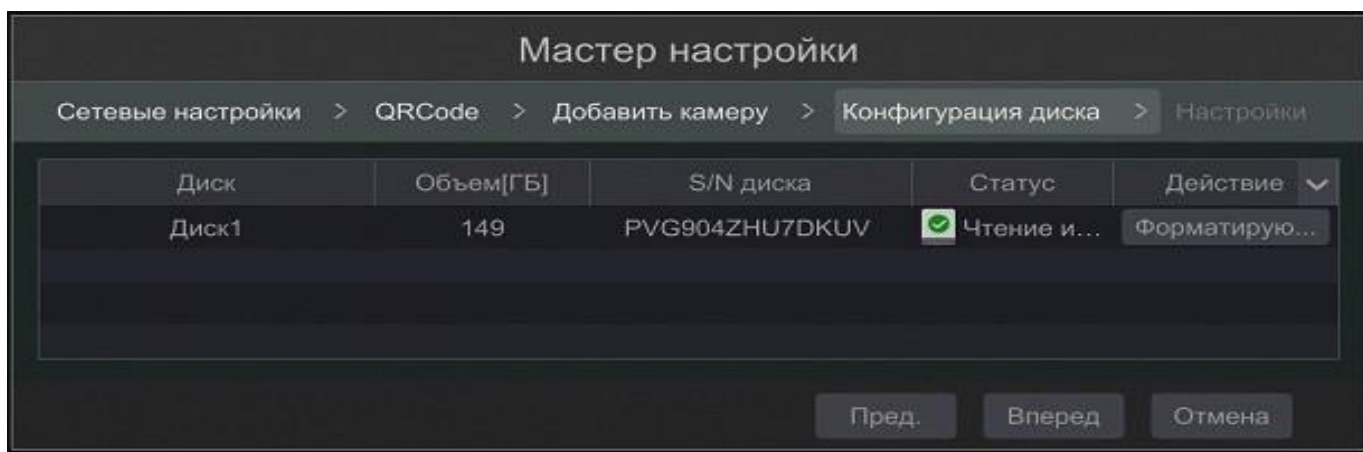 Мастер настройки
Сетевые настройки > QRCode > Добавить камеру > Конфигурация диска > Настройки
Диск Объем[ГБ] S/N диска Статус Действие
Диск1 149 PVG904ZHU7DKUV Чтение и... Форматирую...
Пред. Вперед Отмена